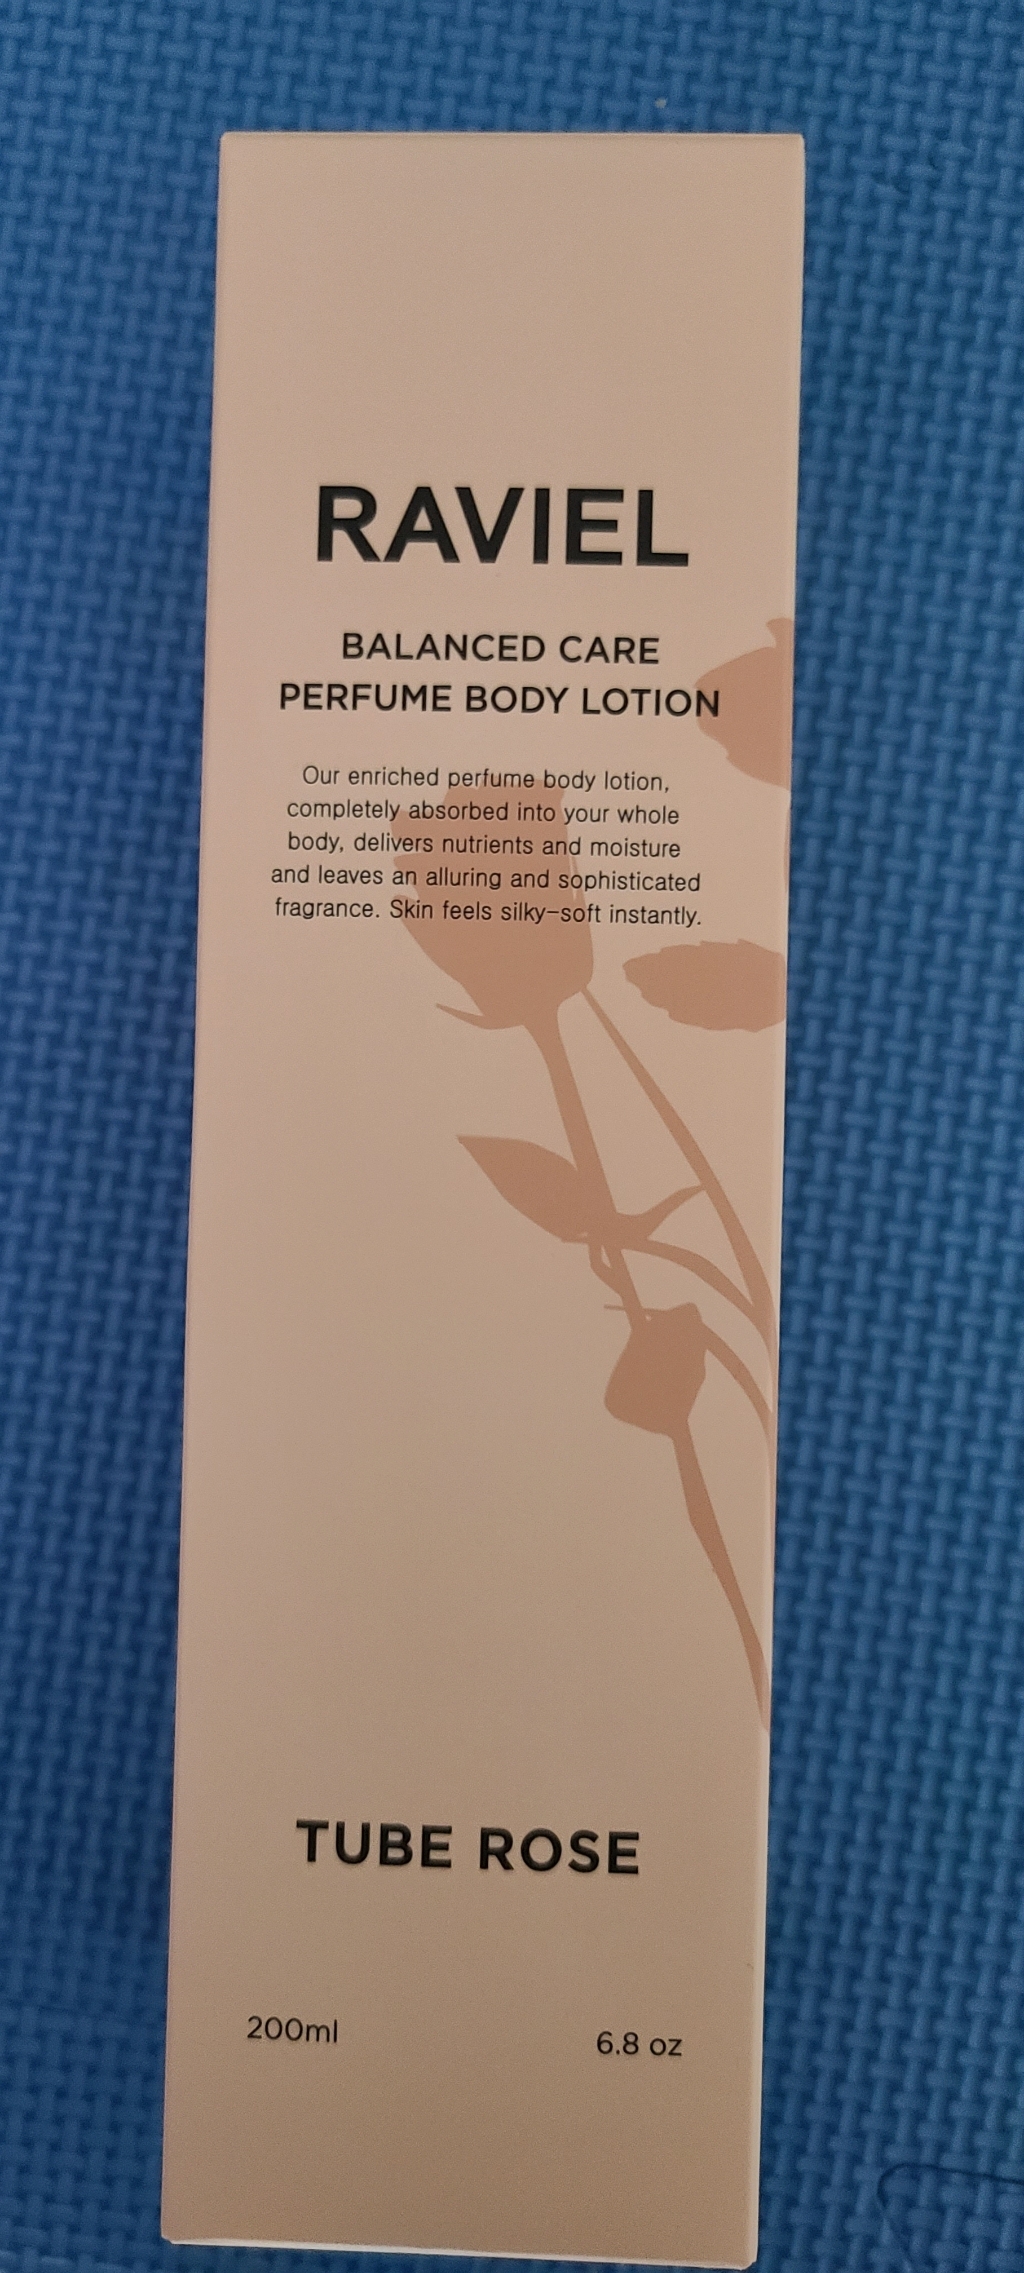 RAVIEL
BALANCED CARE
PERFUME BODY LOTION
Our enriched perfume body lotion,
completely absorbed into your whole
body, delivers nutrients and moisture
and leaves an alluring and sophisticated
fragrance. Skin feels silky-soft instantly.
TUBE ROSE
200ml 6.8 oz